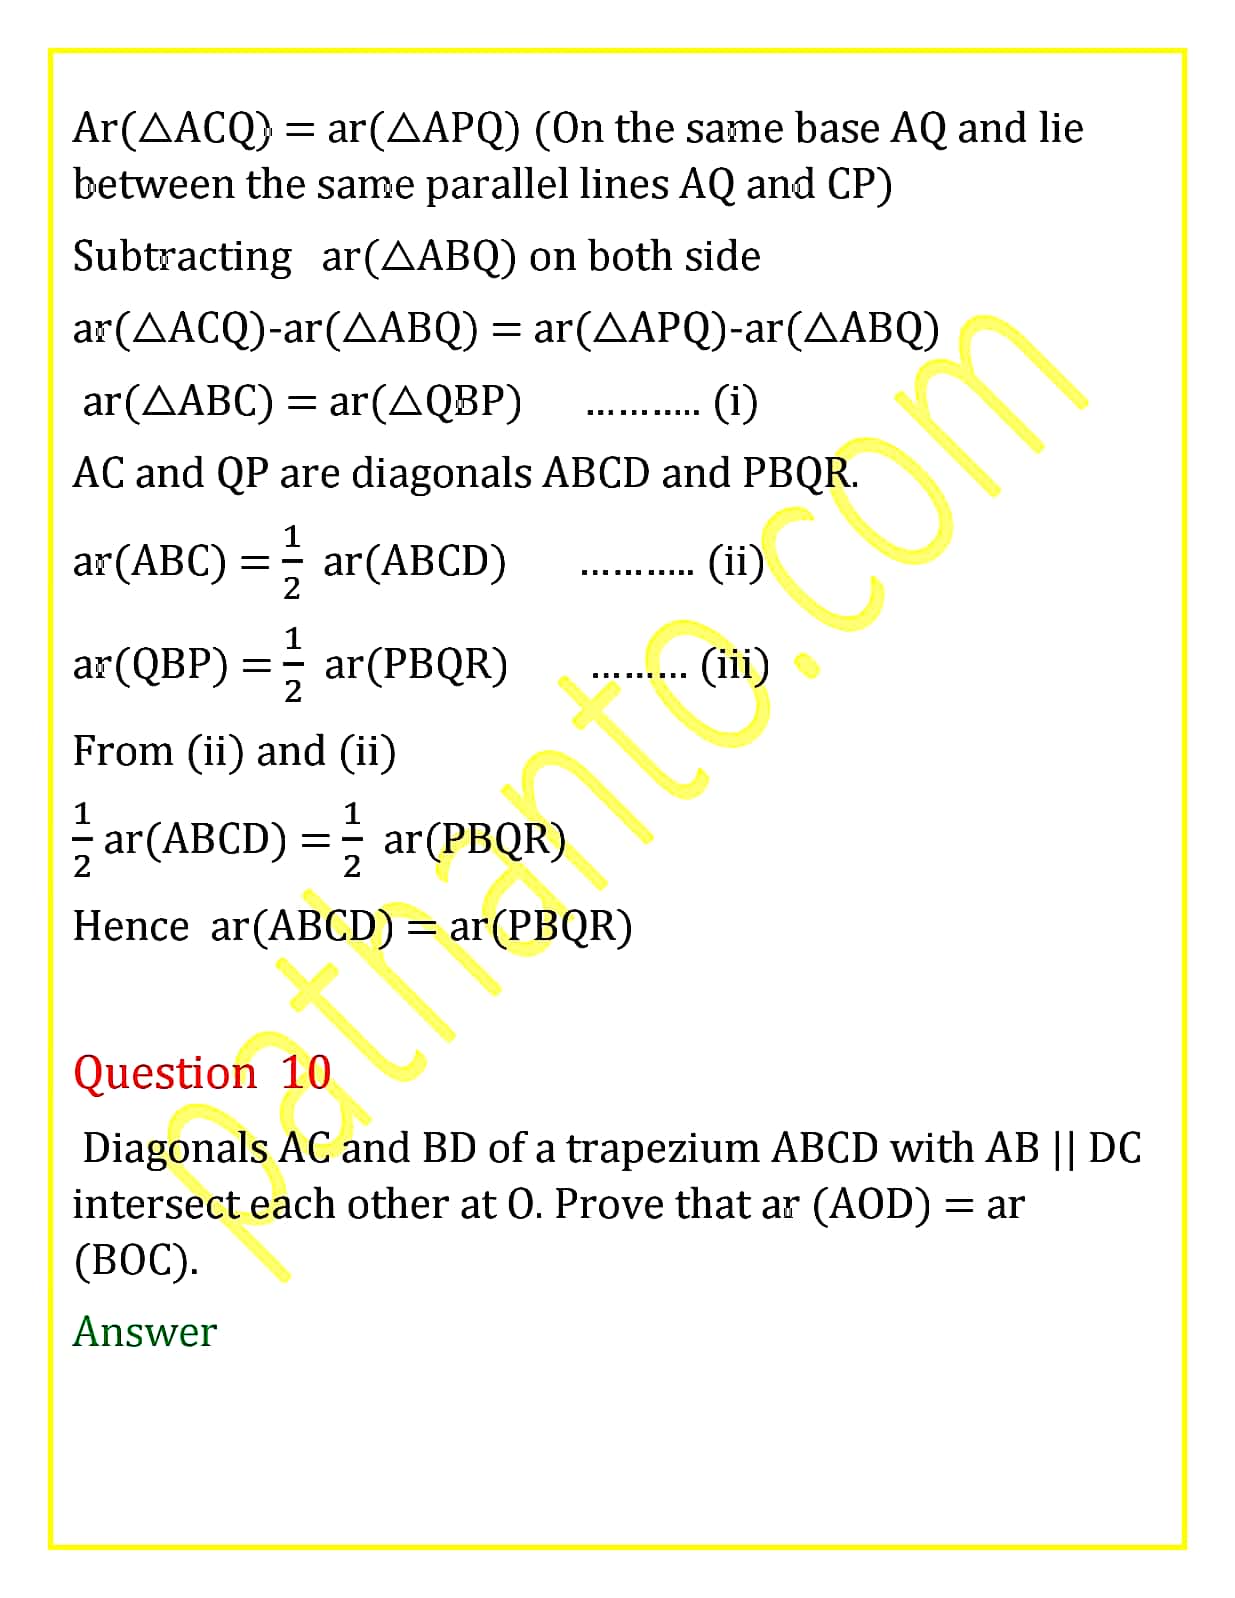 Ar(△ACQ) = ar(△APQ) (On the same base AQ and lie
between the same parallel lines AQ and CP)
Subtracting ar(△ABQ) on both side
ar(△ACQ)-ar(△ABQ) = ar(△APQ)-ar(△ABQ)
ar(△ABC) = ar(△QBP) ……….. (i)
AC and QP are diagonals ABCD and PBQR.
ar(ABC) = 1/2 ar(ABCD) ……….. (ii)
ar(QBP) = 1/2 ar(PBQR) ……… (iii)
From (ii) and (ii)
1/2 ar(ABCD) = 1/2 ar(PBQR)
Hence ar(ABCD) = ar(PBQR)
Question 10
Diagonals AC and BD of a trapezium ABCD with AB || DC
intersect each other at O. Prove that ar (AOD) = ar
(BOC).
Answer
pathanto.com